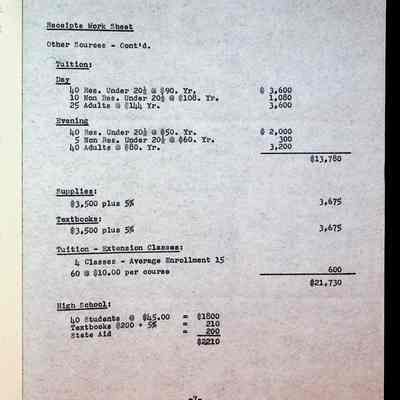 Receipts Work Sheet
Other Sources - Cont'd.
Tuition:
Day
40 Res. Under 20½ @ $90. Yr. $ 3,600
10 Non Res. Under 20½ @ $108. Yr. 1,080
25 Adults @ $144 Yr. 3,600
Evening
40 Res. Under 20½ @ $50. Yr. $ 2,000
5 Non Res. Under 20½ @ $60. Yr. 300
40 Adults @ $80. Yr. 3,200
$13,780
Supplies:
$3,500 plus 5% 3,675
Textbooks:
$3,500 plus 5% 3,675
Tuition - Extension Classes:
4 Classes - Average Enrollment 15
60 @ $10.00 per course 600
$21,730
High School:
40 Students @ $45.00 = $1800
Textbooks $200 + 5% = 210
State Aid = 200
$2210
-7-